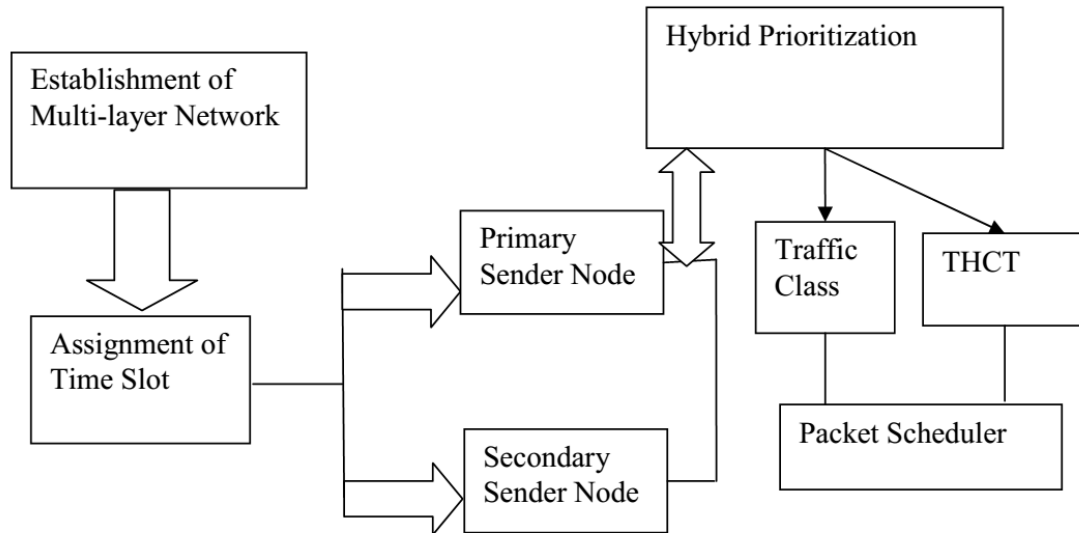 Establishment of
Multi-layer Network
Assignment of
Time Slot
Primary
Sender Node
Secondary
Sender Node
Hybrid Prioritization
Traffic
Class
THCT
Packet Scheduler